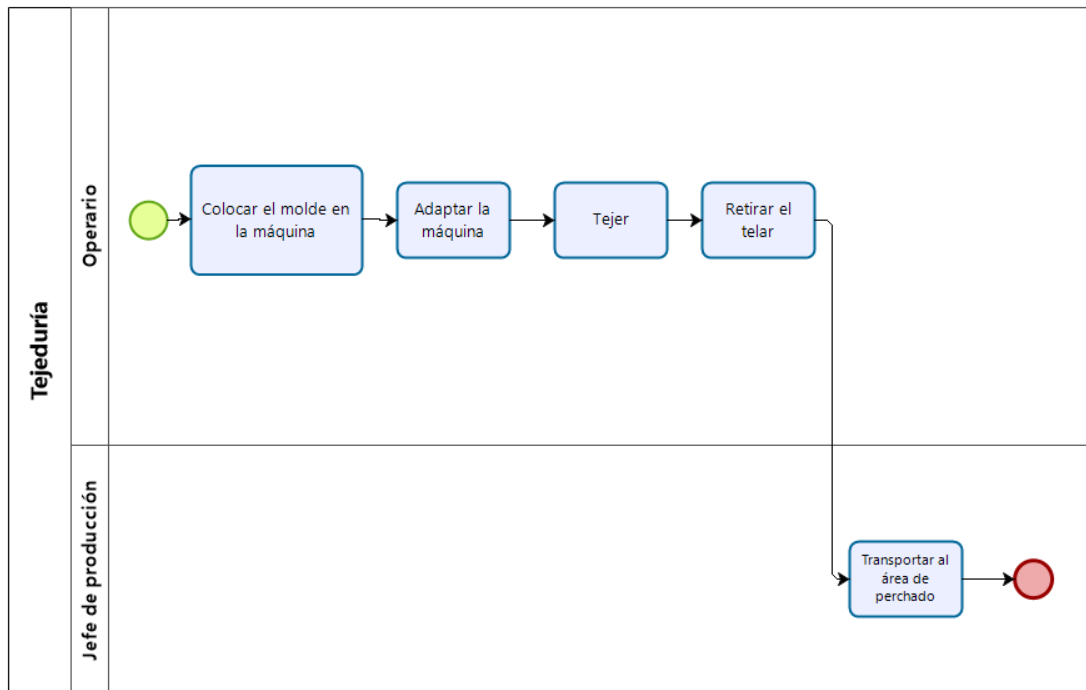 Tejeduría
Operario
Colocar el molde en
la máquina
Adaptar la
máquina
Tejer
Retirar el
telar
Jefe de producción
Transportar al
área de
perchado